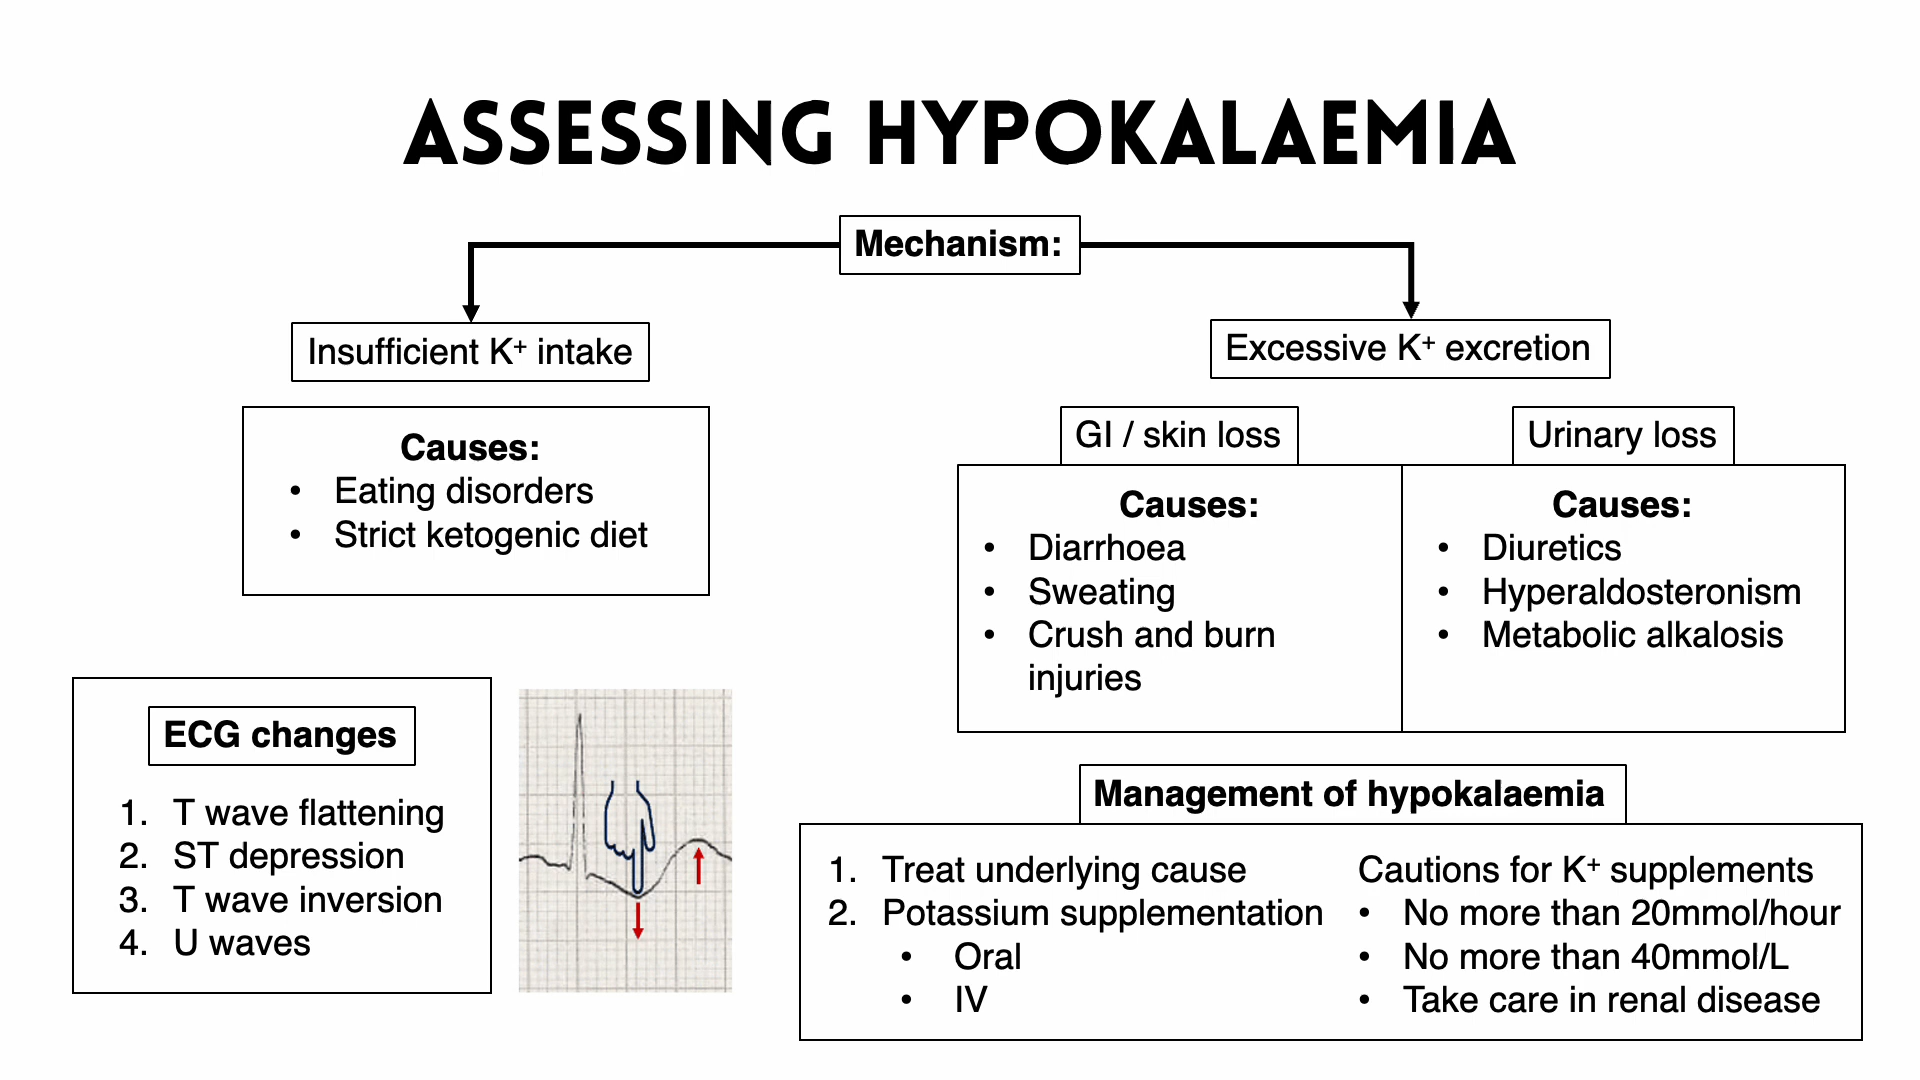 ASSESSING HYPOKALAEMIA
Mechanism:
Insufficient K⁺ intake
Causes:
• Eating disorders
• Strict ketogenic diet
Excessive K⁺ excretion
GI / skin loss
Causes:
• Diarrhoea
• Sweating
• Crush and burn
injuries
Urinary loss
Causes:
• Diuretics
• Hyperaldosteronism
• Metabolic alkalosis
ECG changes
1. T wave flattening
2. ST depression
3. T wave inversion
4. U waves
Management of hypokalaemia
1. Treat underlying cause
2. Potassium supplementation
• Oral
• IV
Cautions for K⁺ supplements
• No more than 20mmol/hour
• No more than 40mmol/L
• Take care in renal disease